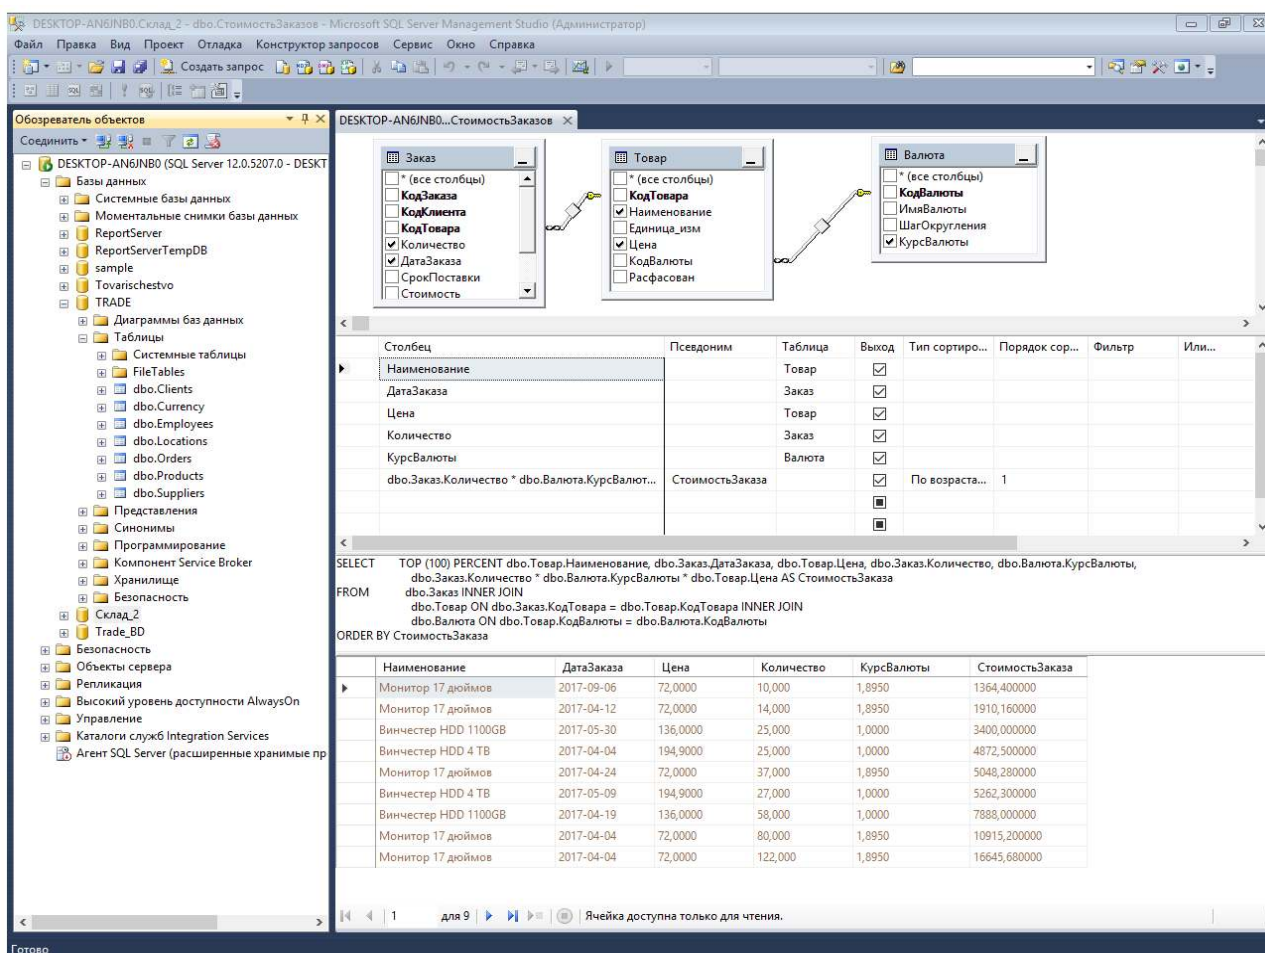 DESKTOP-AN6JNB0.Склад_2 - dbo.СтоимостьЗаказов - Microsoft SQL Server Management Studio (Администратор)
Файл Правка Вид Проект Отладка Конструктор запросов Сервис Окно Справка
Создать запрос
Обозреватель объектов
DESKTOP-AN6JNB0...СтоимостьЗаказов
Соединить
DESKTOP-AN6JNB0 (SQL Server 12.0.5207.0 - DESKT
Базы данных
Системные базы данных
Моментальные снимки базы данных
ReportServer
ReportServerTempDB
sample
Tovarischestvo
TRADE
Диаграммы баз данных
Таблицы
Системные таблицы
FileTables
dbo.Clients
dbo.Currency
dbo.Employees
dbo.Locations
dbo.Orders
dbo.Products
dbo.Suppliers
Представления
Синонимы
Программирование
Компонент Service Broker
Хранилище
Безопасность
Склад_2
Trade_BD
Безопасность
Объекты сервера
Репликация
Высокий уровень доступности AlwaysOn
Управление
Каталоги служб Integration Services
Агент SQL Server (расширенные хранимые пр
Заказ
* (все столбцы)
КодЗаказа
КодКлиента
КодТовара
Количество
ДатаЗаказа
СрокПоставки
Стоимость
Товар
* (все столбцы)
КодТовара
Наименование
Единица_изм
Цена
КодВалюты
Расфасован
Валюта
* (все столбцы)
КодВалюты
ИмяВалюты
ШагОкругления
КурсВалюты
Столбец Псевдоним Таблица Выход Тип сортиро... Порядок сор... Фильтр Или...
Наименование Товар
ДатаЗаказа Заказ
Цена Товар
Количество Заказ
КурсВалюты Валюта
dbo.Заказ.Количество * dbo.Валюта.КурсВалют... СтоимостьЗаказа По возраста... 1
SELECT TOP (100) PERCENT dbo.Товар.Наименование, dbo.Заказ.ДатаЗаказа, dbo.Товар.Цена, dbo.Заказ.Количество, dbo.Валюта.КурсВалюты,
dbo.Заказ.Количество * dbo.Валюта.КурсВалюты * dbo.Товар.Цена AS СтоимостьЗаказа
FROM dbo.Заказ INNER JOIN
dbo.Товар ON dbo.Заказ.КодТовара = dbo.Товар.КодТовара INNER JOIN
dbo.Валюта ON dbo.Товар.КодВалюты = dbo.Валюта.КодВалюты
ORDER BY СтоимостьЗаказа
Наименование ДатаЗаказа Цена Количество КурсВалюты СтоимостьЗаказа
Монитор 17 дюймов 2017-09-06 72,0000 10,000 1,8950 1364,400000
Монитор 17 дюймов 2017-04-12 72,0000 14,000 1,8950 1910,160000
Винчестер HDD 1100GB 2017-05-30 136,0000 25,000 1,0000 3400,000000
Винчестер HDD 4 TB 2017-04-04 194,9000 25,000 1,0000 4872,500000
Монитор 17 дюймов 2017-04-24 72,0000 37,000 1,8950 5048,280000
Винчестер HDD 4 TB 2017-05-09 194,9000 27,000 1,0000 5262,300000
Винчестер HDD 1100GB 2017-04-19 136,0000 58,000 1,0000 7888,000000
Монитор 17 дюймов 2017-04-04 72,0000 80,000 1,8950 10915,200000
Монитор 17 дюймов 2017-04-04 72,0000 122,000 1,8950 16645,680000
1 для 9 Ячейка доступна только для чтения.
Готово